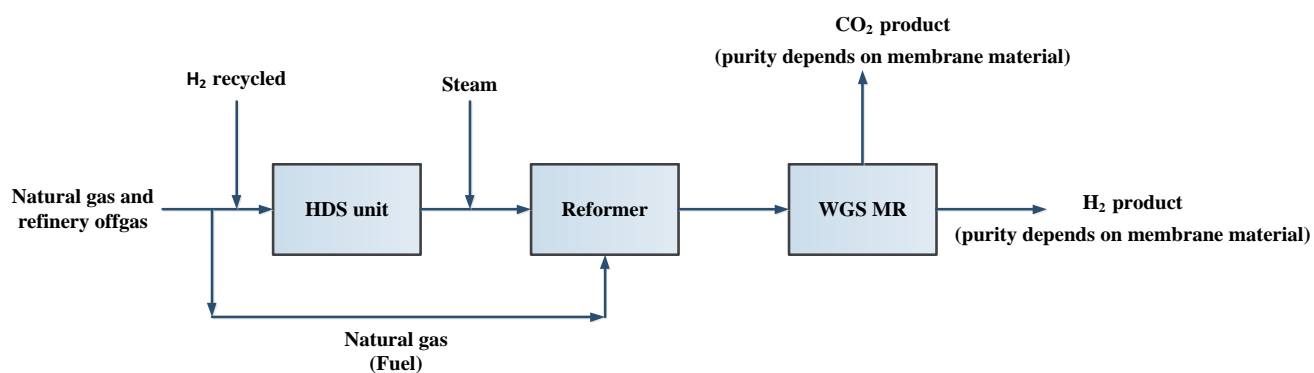 CO₂ product
(purity depends on membrane material)
H₂ recycled
Steam
Natural gas and
refinery offgas
HDS unit
Reformer
WGS MR
H₂ product
(purity depends on membrane material)
Natural gas
(Fuel)